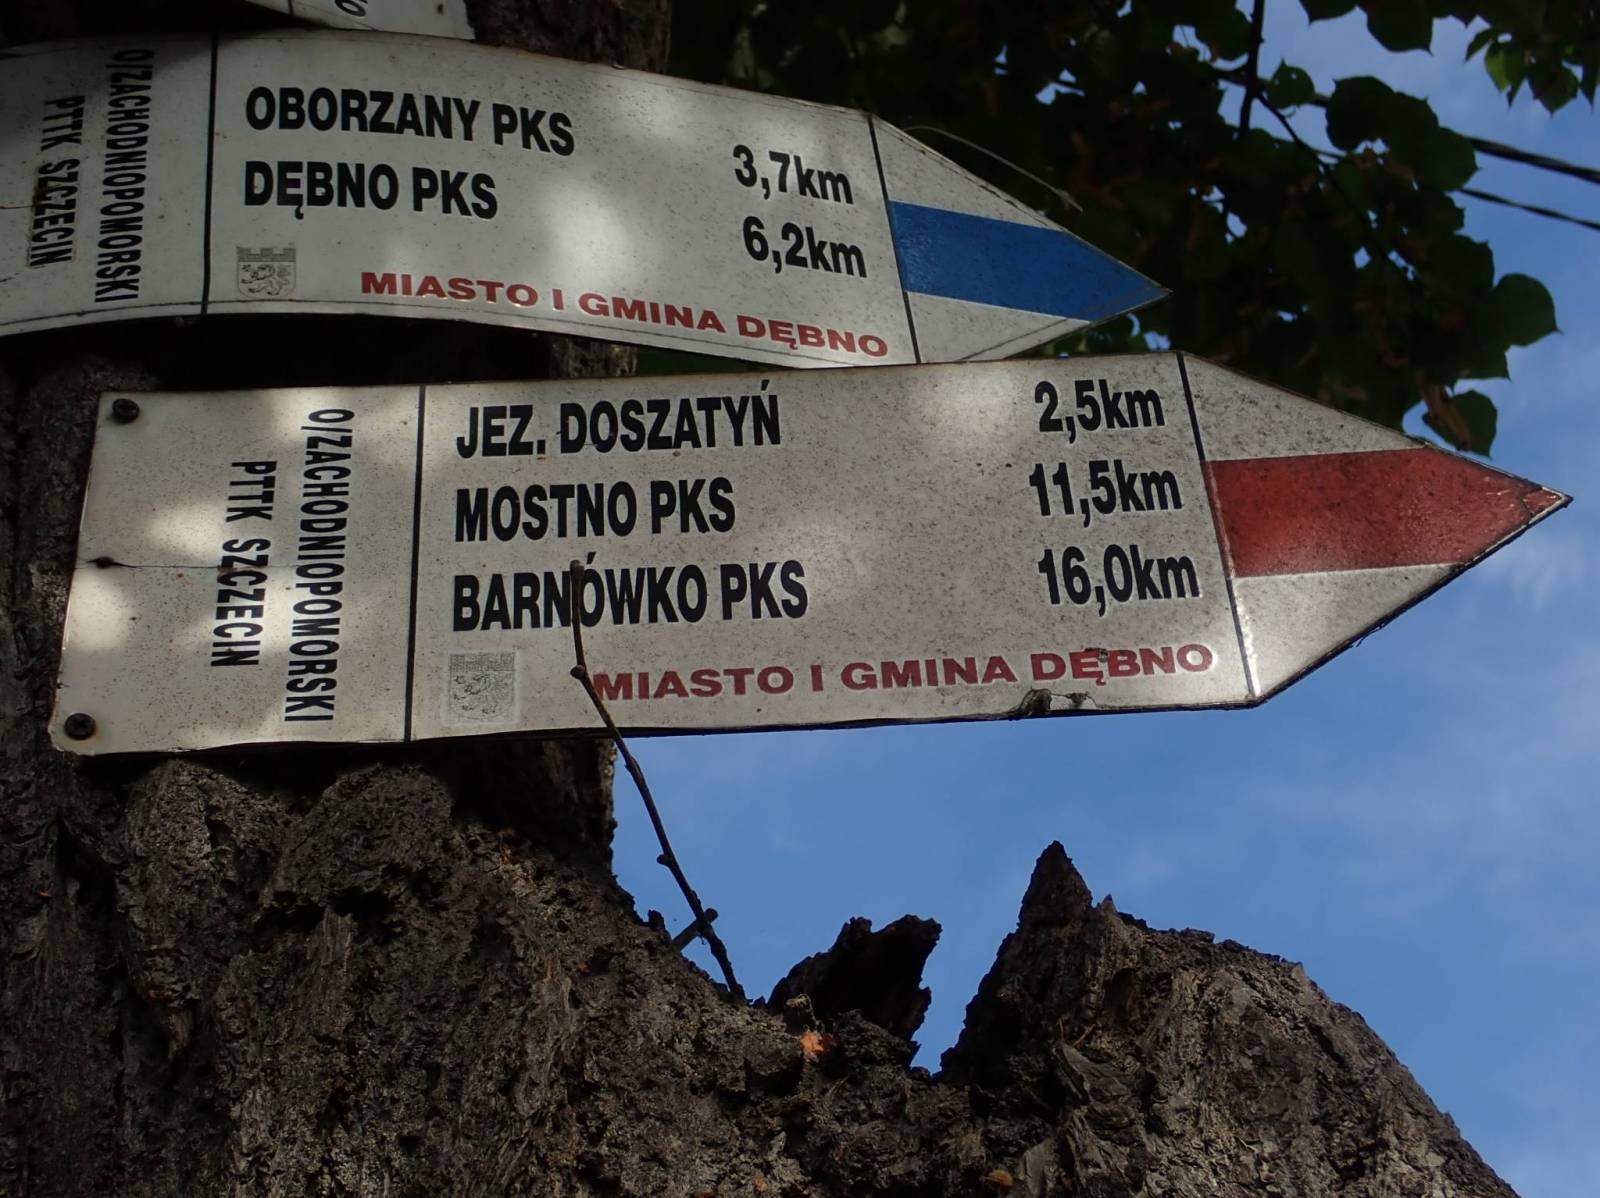 6
O/ZACHODNIOPOMORSKI
PTTK SZCZECIN
OBORZANY PKS 3,7km
DĘBNO PKS 6,2km
MIASTO I GMINA DĘBNO
O/ZACHODNIOPOMORSKI
PTTK SZCZECIN
JEZ. DOSZATYŃ 2,5km
MOSTNO PKS 11,5km
BARNÓWKO PKS 16,0km
MIASTO I GMINA DĘBNO